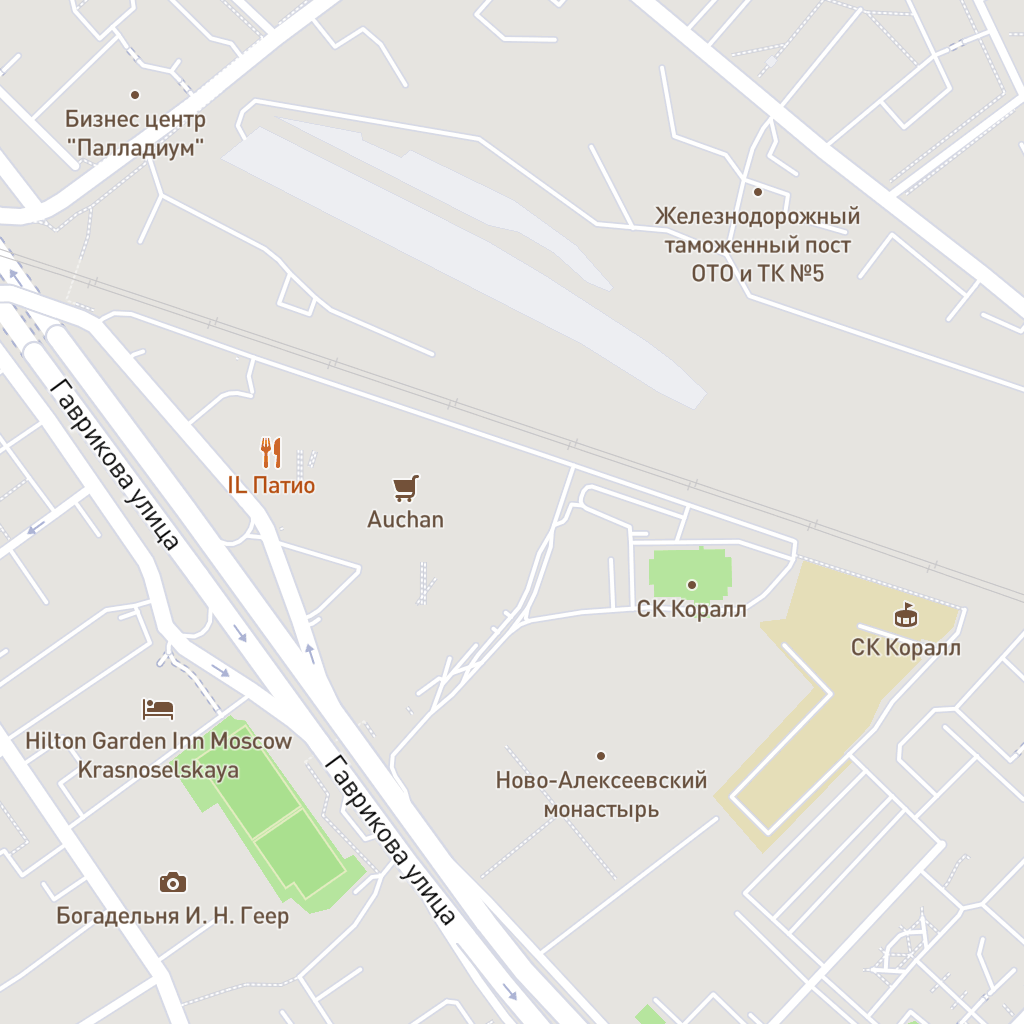 Бизнес центр
"Палладиум"
Железнодорожный
таможенный пост
ОТО и ТК №5
Гаврикова улица
IL Патио
Auchan
СК Коралл
СК Коралл
Hilton Garden Inn Moscow
Krasnoselskaya
Ново-Алексеевский
монастырь
Гаврикова улица
Богадельня И. Н. Геер